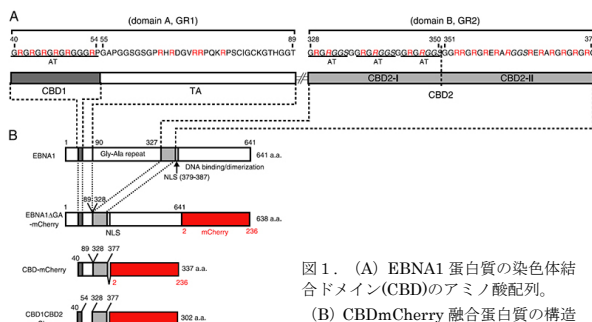 A
(domain A, GR1)
(domain B, GR2)
40 54 55 89 328 350 351
GRGRGRGRGRGGGRPGAPGGSGSGPRHRDGVRRPQKRPSCIGCKGTHGGT
AT
AT AT AT
CBD1 TA CBD2-I CBD2-II
CBD2
B
1 90 327 641
EBNA1 Gly-Ala repeat 641 a.a.
DNA binding/dimerization
NLS (379-387)
1 89 328 641
EBNA1ΔGA
-mCherry
638 a.a.
NLS 2 mCherry 236
40 89 328 377
CBD-mCherry 337 a.a.
2 236
40 54 328 377
CBD1CBD2 302 a.a.
図１．（A）EBNA1 蛋白質の染色体結
合ドメイン(CBD)のアミノ酸配列。
（B）CBDmCherry 融合蛋白質の構造